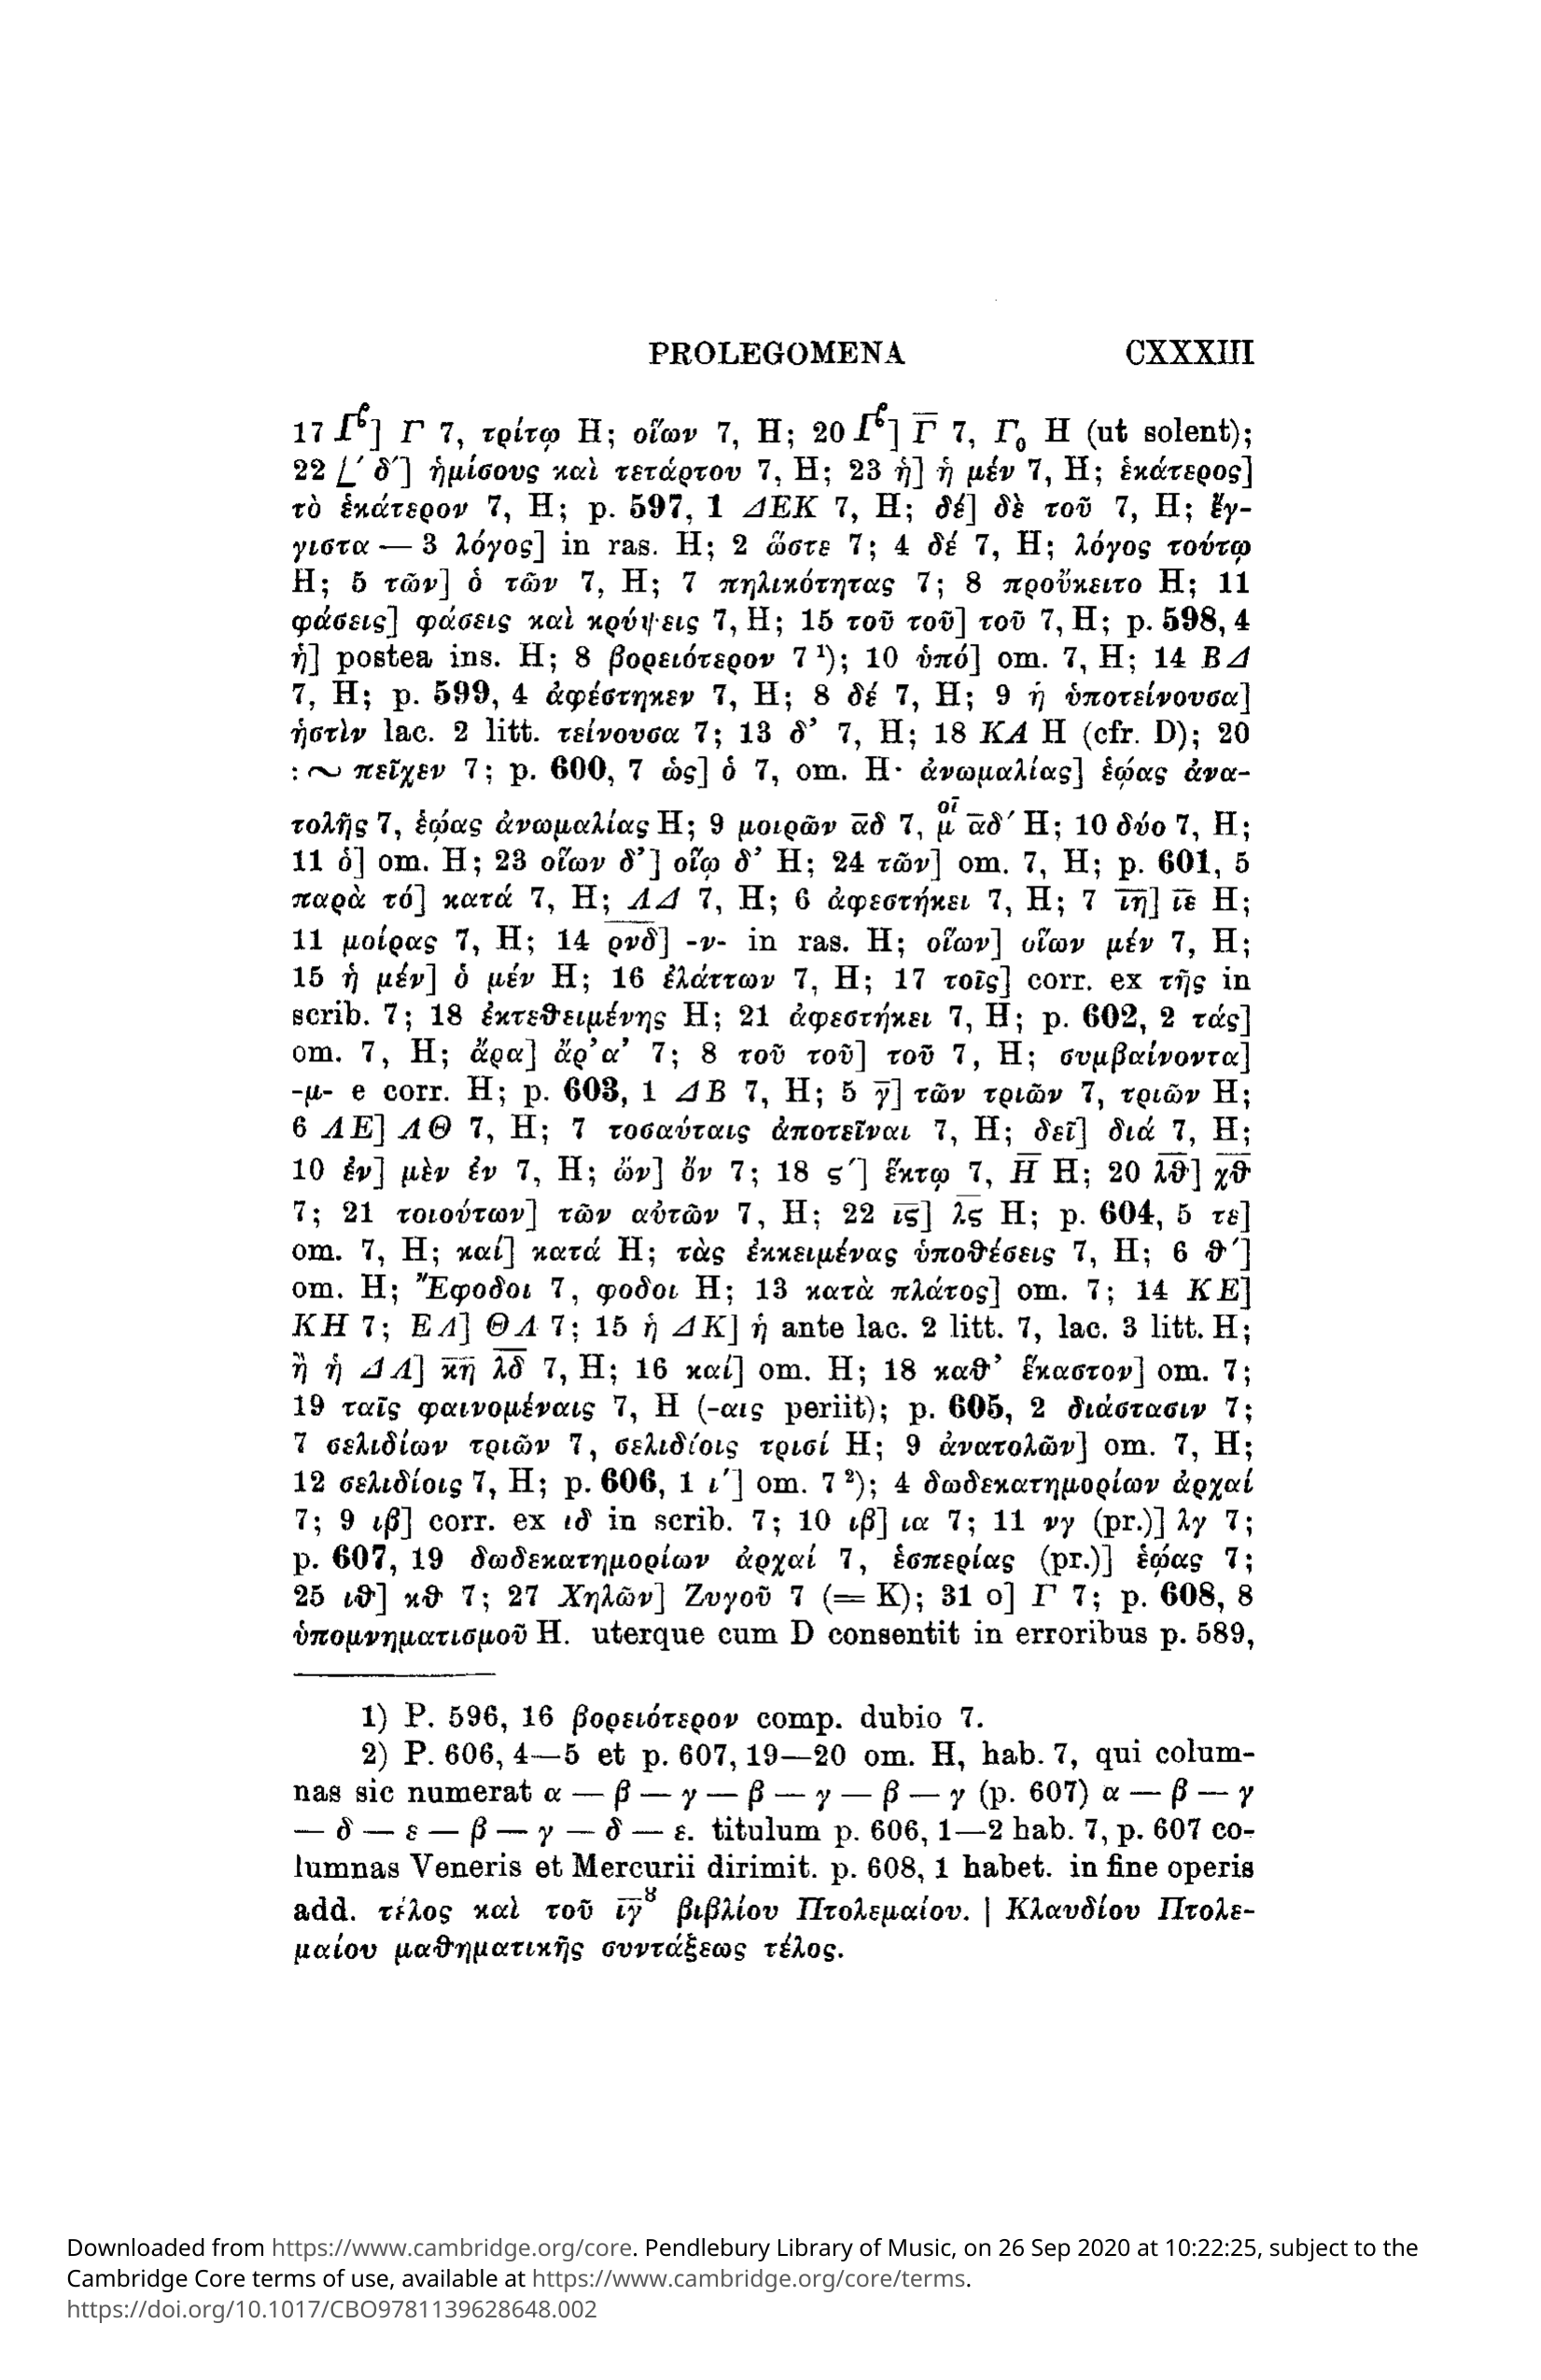 PROLEGOMENA CXXXIII
17 Γο] Γ 7, τρίτῳ H; οἵων 7, H; 20 Γο] Γ̅ 7, Γ₀ H (ut solent);
22 ∠′ δ′] ἡμίσους καὶ τετάρτου 7, H; 23 ἡ] ἡ μέν 7, H; ἑκάτερος]
τὸ ἑκάτερον 7, H; p. 597, 1 ΔΕΚ 7, H; δέ] δὲ τοῦ 7, H; ἔγ-
γιστα — 3 λόγος] in ras. H; 2 ὥστε 7; 4 δέ 7, H; λόγος τούτῳ
H; 5 τῶν] ὁ τῶν 7, H; 7 πηλικότητας 7; 8 προὔκειτο H; 11
φάσεις] φάσεις καὶ κρύψεις 7, H; 15 τοῦ τοῦ] τοῦ 7, H; p. 598, 4
ἡ] postea ins. H; 8 βορειότερον 7 ¹); 10 ὑπό] om. 7, H; 14 ΒΔ
7, H; p. 599, 4 ἀφέστηκεν 7, H; 8 δέ 7, H; 9 ἡ ὑποτείνουσα]
ἡστὶν lac. 2 litt. τείνουσα 7; 13 δ’ 7, H; 18 ΚΛ H (cfr. D); 20
:~ πεῖχεν 7; p. 600, 7 ὡς] ὁ 7, om. H· ἀνωμαλίας] ἑῴας ἀνα-
τολῆς 7, ἑῴας ἀνωμαλίας H; 9 μοιρῶν α̅δ 7, μ̅οι α̅δ′ H; 10 δύο 7, H;
11 ὁ] om. H; 23 οἵων δ’] οἵῳ δ’ H; 24 τῶν] om. 7, H; p. 601, 5
παρὰ τό] κατά 7, H; ΛΔ 7, H; 6 ἀφεστήκει 7, H; 7 ι̅η̅] ι̅ε̅ H;
11 μοίρας 7, H; 14 ρ̅ν̅δ̅] -ν- in ras. H; οἵων] οἵων μέν 7, H;
15 ἡ μέν] ὁ μέν H; 16 ἐλάττων 7, H; 17 τοῖς] corr. ex τῆς in
scrib. 7; 18 ἐκτεθειμένης H; 21 ἀφεστήκει 7, H; p. 602, 2 τάς]
om. 7, H; ἄρα] ἄρ’α’ 7; 8 τοῦ τοῦ] τοῦ 7, H; συμβαίνοντα]
-μ- e corr. H; p. 603, 1 ΔΒ 7, H; 5 γ̅] τῶν τριῶν 7, τριῶν H;
6 ΛΕ] ΛΘ 7, H; 7 τοσαύταις ἀποτεῖναι 7, H; δεῖ] διά 7, H;
10 ἐν] μὲν ἐν 7, H; ὤν] ὅν 7; 18 ϛ′] ἕκτῳ 7, Η̅ H; 20 λ̅θ̅] χ̅θ̅
7; 21 τοιούτων] τῶν αὐτῶν 7, H; 22 ι̅ϛ̅] λ̅ϛ̅ H; p. 604, 5 τε]
om. 7, H; καί] κατά H; τὰς ἐκκειμένας ὑποθέσεις 7, H; 6 θ′]
om. H; Ἔφοδοι 7, φοδοι H; 13 κατὰ πλάτος] om. 7; 14 ΚΕ]
ΚΗ 7; ΕΛ] ΘΛ 7; 15 ἡ ΔΚ] ἡ ante lac. 2 litt. 7, lac. 3 litt. H;
ἢ ἡ ΔΛ] κ̅η̅ λ̅δ̅ 7, H; 16 καί] om. H; 18 καθ’ ἕκαστον] om. 7;
19 ταῖς φαινομέναις 7, H (-αις periit); p. 605, 2 διάστασιν 7;
7 σελιδίων τριῶν 7, σελιδίοις τρισί H; 9 ἀνατολῶν] om. 7, H;
12 σελιδίοις 7, H; p. 606, 1 ι′] om. 7 ²); 4 δωδεκατημορίων ἀρχαί
7; 9 ιβ] corr. ex ιδ in scrib. 7; 10 ιβ] ια 7; 11 νγ (pr.)] λγ 7;
p. 607, 19 δωδεκατημορίων ἀρχαί 7, ἑσπερίας (pr.)] ἑῴας 7;
25 ιθ] κθ 7; 27 Χηλῶν] Ζυγοῦ 7 (= K); 31 ο] Γ 7; p. 608, 8
ὑπομνηματισμοῦ H. uterque cum D consentit in erroribus p. 589,
1) P. 596, 16 βορειότερον comp. dubio 7.
2) P. 606, 4—5 et p. 607, 19—20 om. H, hab. 7, qui colum-
nas sic numerat α — β — γ — β — γ — β — γ (p. 607) α — β — γ
— δ — ε — β — γ — δ — ε. titulum p. 606, 1—2 hab. 7, p. 607 co-
lumnas Veneris et Mercurii dirimit. p. 608, 1 habet. in fine operis
add. τέλος καὶ τοῦ ι̅γ̅ȣ βιβλίου Πτολεμαίου. | Κλαυδίου Πτολε-
μαίου μαθηματικῆς συντάξεως τέλος.
Downloaded from https://www.cambridge.org/core. Pendlebury Library of Music, on 26 Sep 2020 at 10:22:25, subject to the
Cambridge Core terms of use, available at https://www.cambridge.org/core/terms.
https://doi.org/10.1017/CBO9781139628648.002